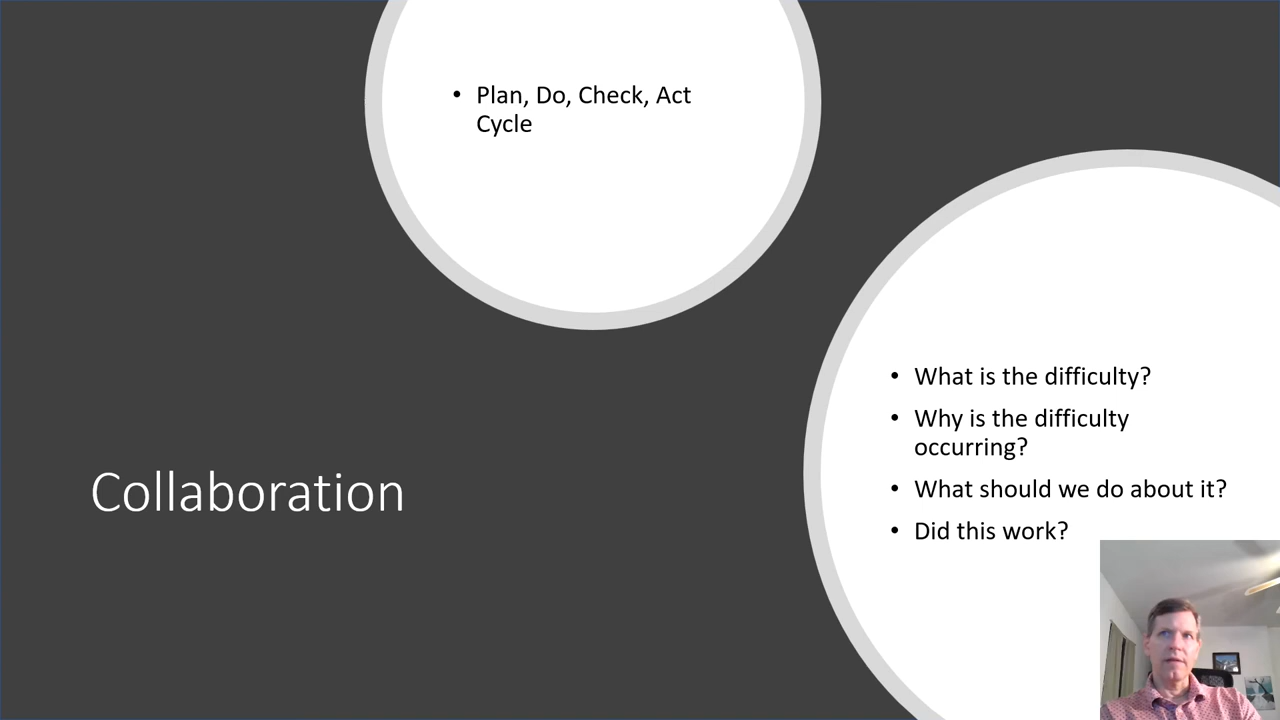 Plan, Do, Check, Act
Cycle
What is the difficulty?
Why is the difficulty
occurring?
What should we do about it?
Did this work?
Collaboration